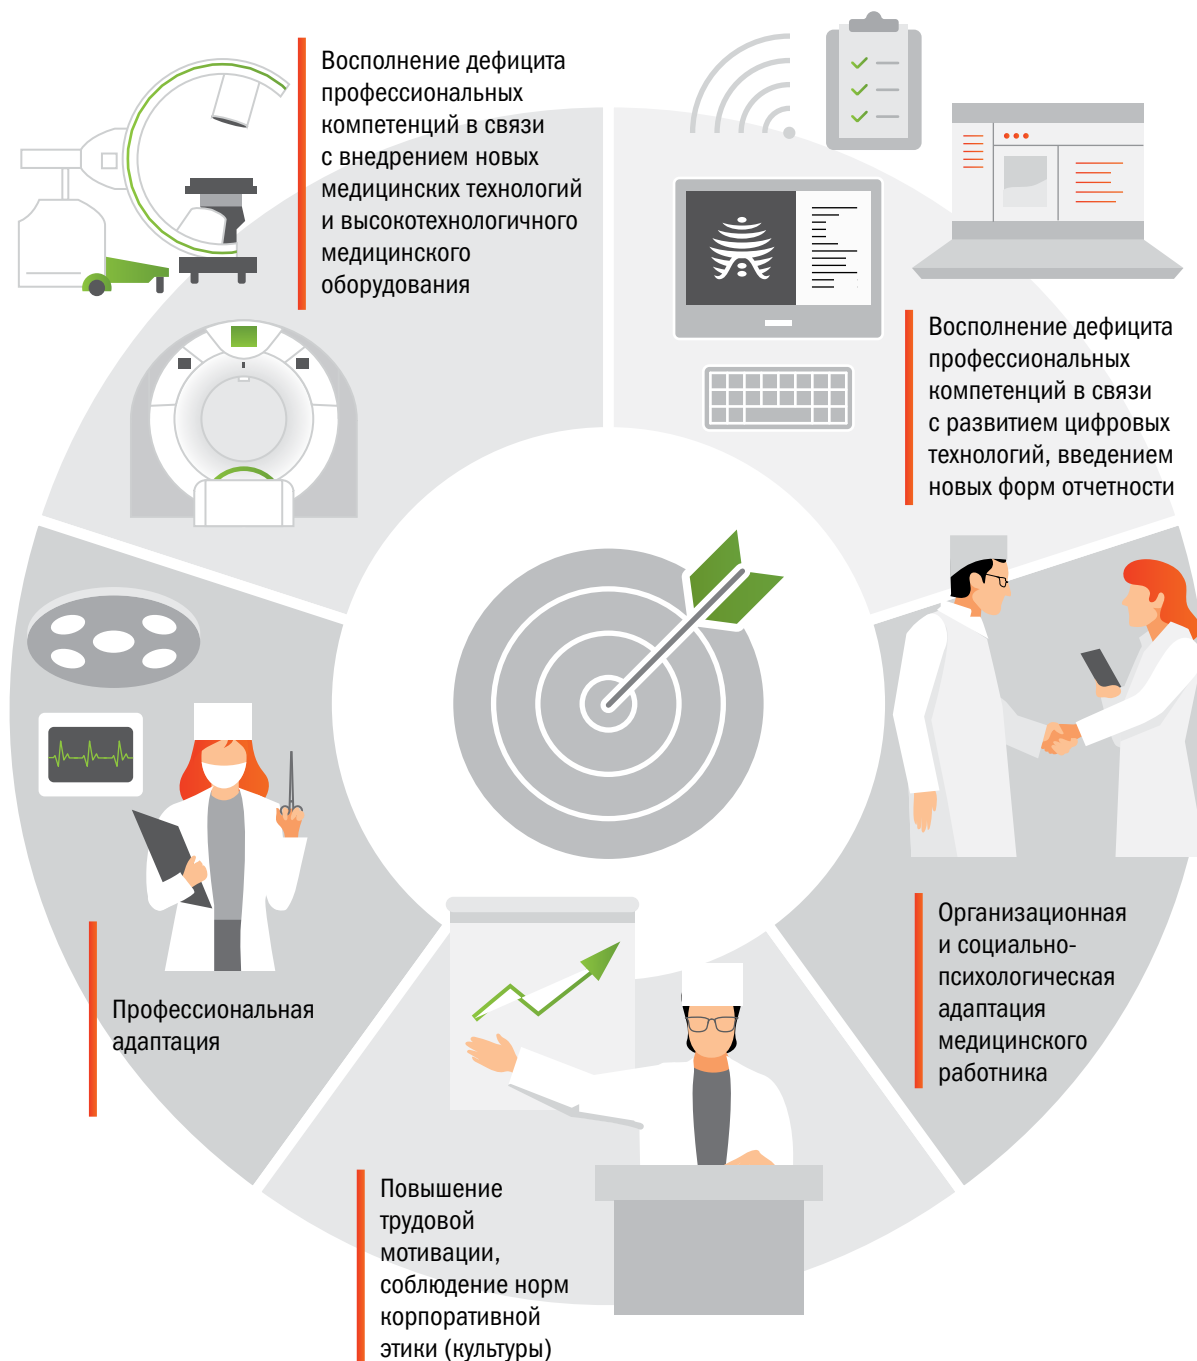 Восполнение дефицита
профессиональных
компетенций в связи
с внедрением новых
медицинских технологий
и высокотехнологичного
медицинского
оборудования
Восполнение дефицита
профессиональных
компетенций в связи
с развитием цифровых
технологий, введением
новых форм отчетности
Организационная
и социально-
психологическая
адаптация
медицинского
работника
Профессиональная
адаптация
Повышение
трудовой
мотивации,
соблюдение норм
корпоративной
этики (культуры)